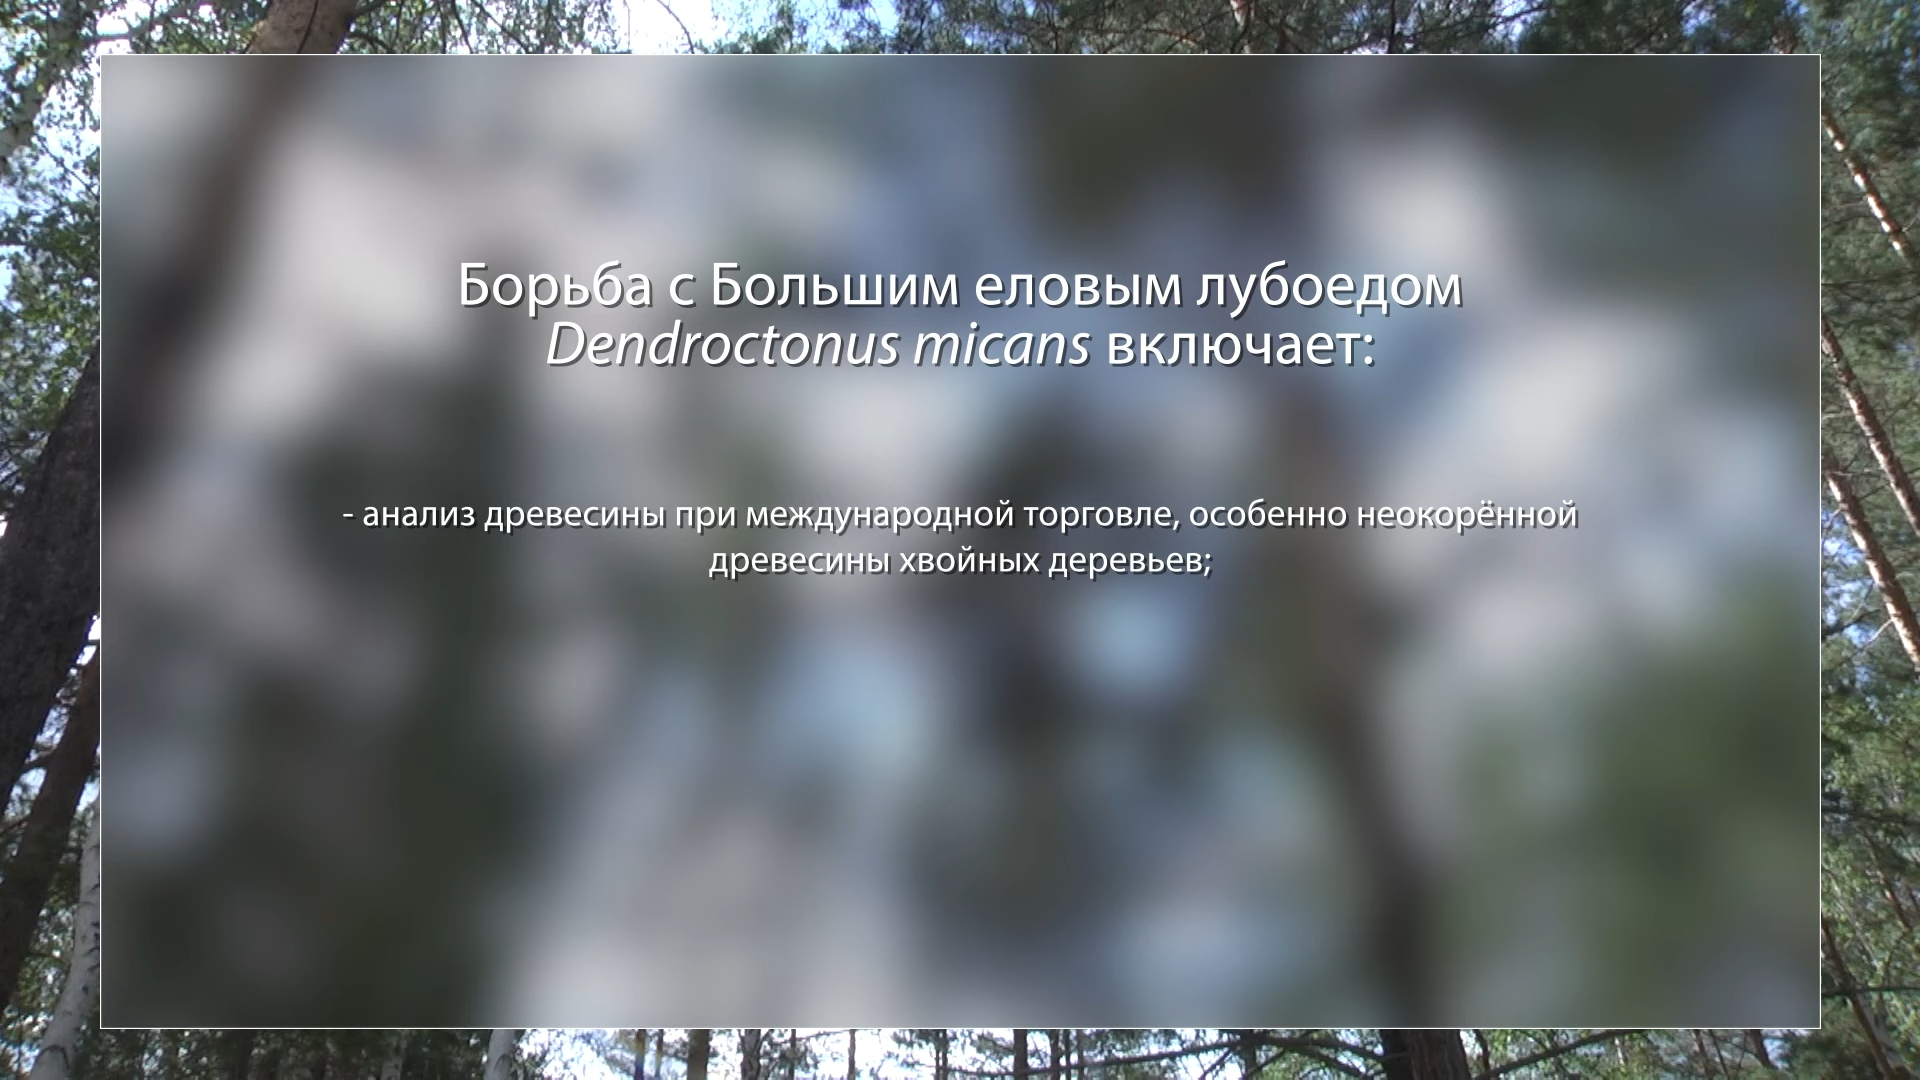 Борьба с Большим еловым лубоедом
Dendroctonus micans включает:
- анализ древесины при международной торговле, особенно неокорённой
древесины хвойных деревьев;